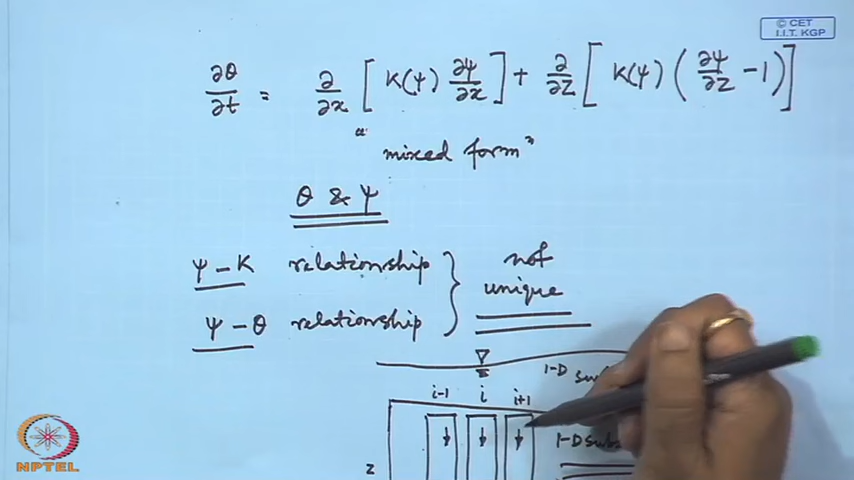 © CET
I.I.T. KGP
∂θ/∂t = ∂/∂x [ K(ψ) ∂ψ/∂x ] + ∂/∂z [ K(ψ) ( ∂ψ/∂z - 1 ) ]
"mixed form"
θ & ψ
ψ - K relationship
not
unique
ψ - θ relationship
1-D
i-1 i i+1
1-D
z
NPTEL